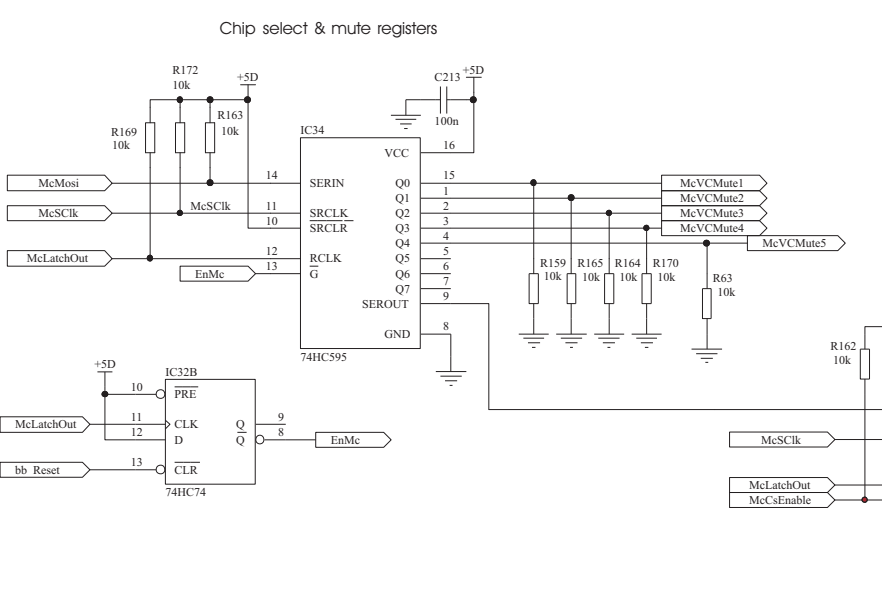 Chip select & mute registers
R172
10k
+5D
C213
+5D
100n
R163
10k
R169
10k
IC34
VCC
16
McMosi
14
SERIN
Q0
15
McVCMute1
Q1
1
McVCMute2
McSClk
McSClk
11
SRCLK
Q2
2
McVCMute3
10
SRCLR
Q3
3
McVCMute4
Q4
4
McVCMute5
McLatchOut
12
RCLK
Q5
5
EnMc
13
G
Q6
6
Q7
7
SEROUT
9
R159
10k
R165
10k
R164
10k
R170
10k
R63
10k
GND
8
74HC595
R162
10k
+5D
IC32B
10
PRE
McLatchOut
11
CLK
Q
9
12
D
Q
8
EnMc
bb_Reset
13
CLR
74HC74
McSClk
McLatchOut
McCsEnable